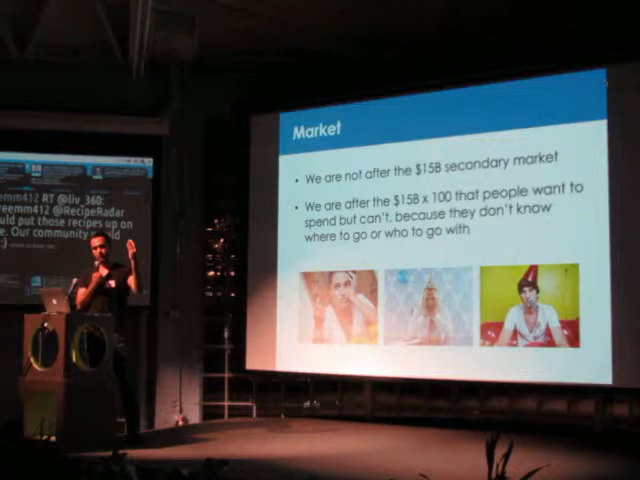 emm412 RT @liv_360:
reemm412 @RecipeRadar
uld put those recipes up on
e. Our community
;)
Market
• We are not after the $15B secondary market
• We are after the $15B x 100 that people want to
spend but can't, because they don't know
where to go or who to go with